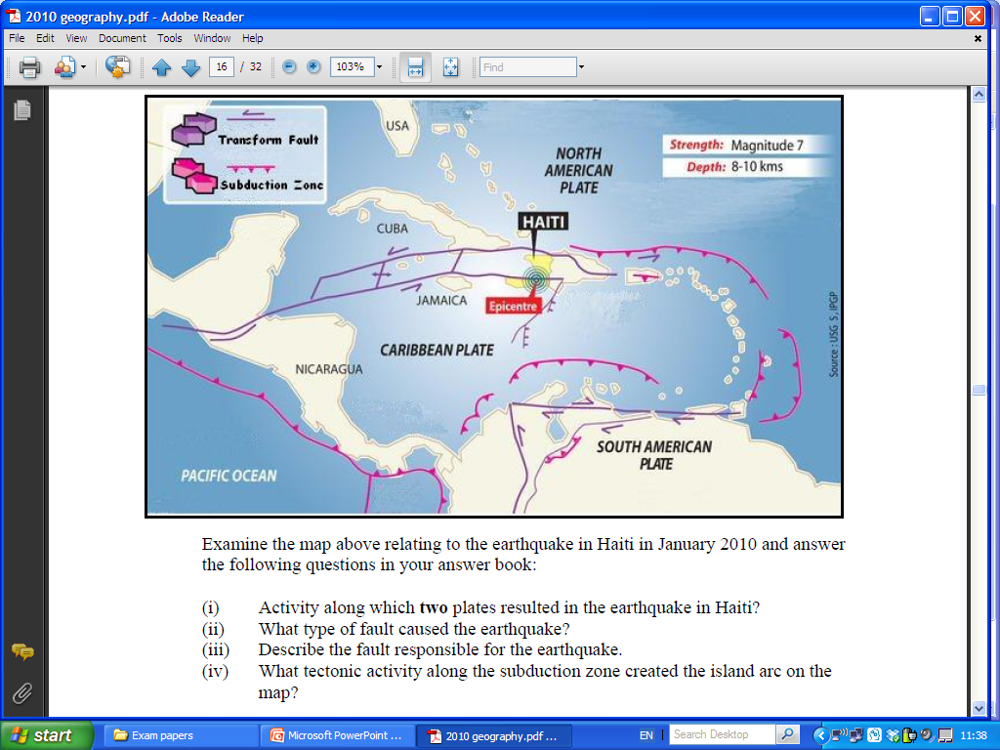 2010 geography.pdf - Adobe Reader
File Edit View Document Tools Window Help
16 / 32 103% Find
Transform Fault
Subduction Zone
USA
NORTH
AMERICAN
PLATE
Strength: Magnitude 7
Depth: 8-10 kms
HAITI
CUBA
JAMAICA
Epicentre
CARIBBEAN PLATE
NICARAGUA
SOUTH AMERICAN
PLATE
PACIFIC OCEAN
Source : USG S, IPGP
Examine the map above relating to the earthquake in Haiti in January 2010 and answer
the following questions in your answer book:
(i) Activity along which two plates resulted in the earthquake in Haiti?
(ii) What type of fault caused the earthquake?
(iii) Describe the fault responsible for the earthquake.
(iv) What tectonic activity along the subduction zone created the island arc on the
map?
start Exam papers Microsoft PowerPoint ... 2010 geography.pdf ... EN Search Desktop 11:38